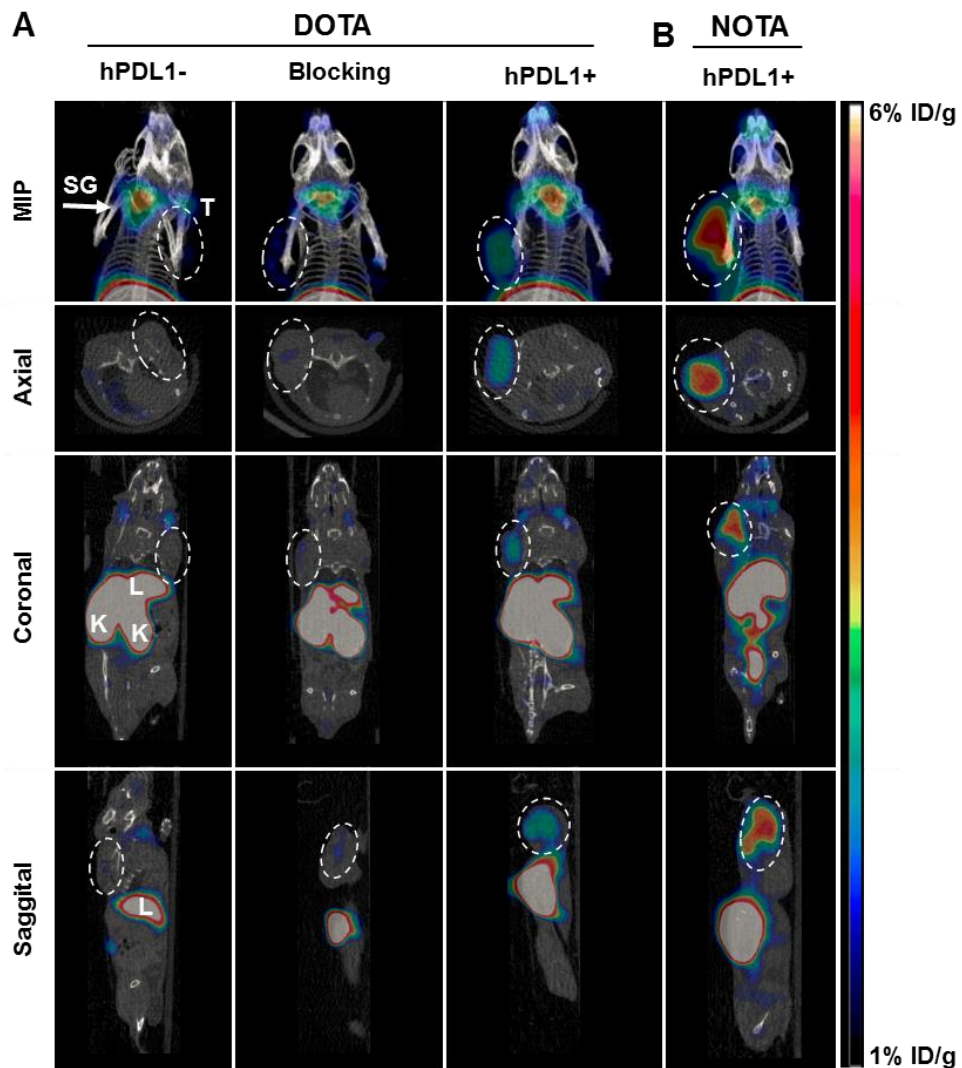 A
DOTA
B
NOTA
hPDL1-
Blocking
hPDL1+
hPDL1+
6% ID/g
MIP
SG
T
Axial
Coronal
L
K
K
Saggital
L
1% ID/g